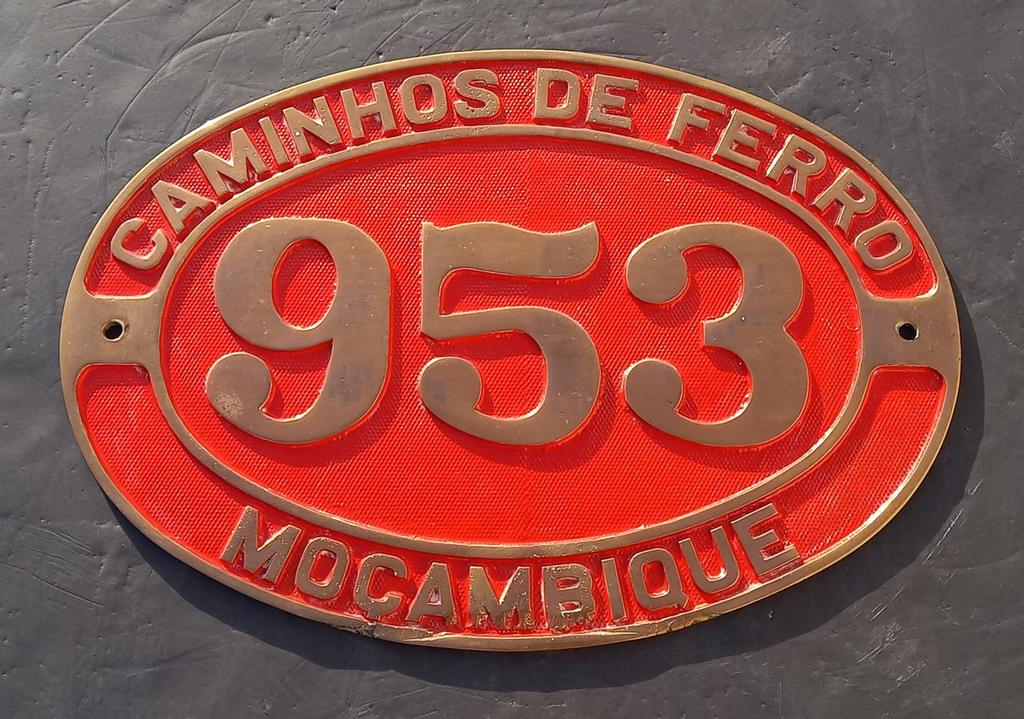 CAMINHOS DE FERRO
953
MOÇAMBIQUE